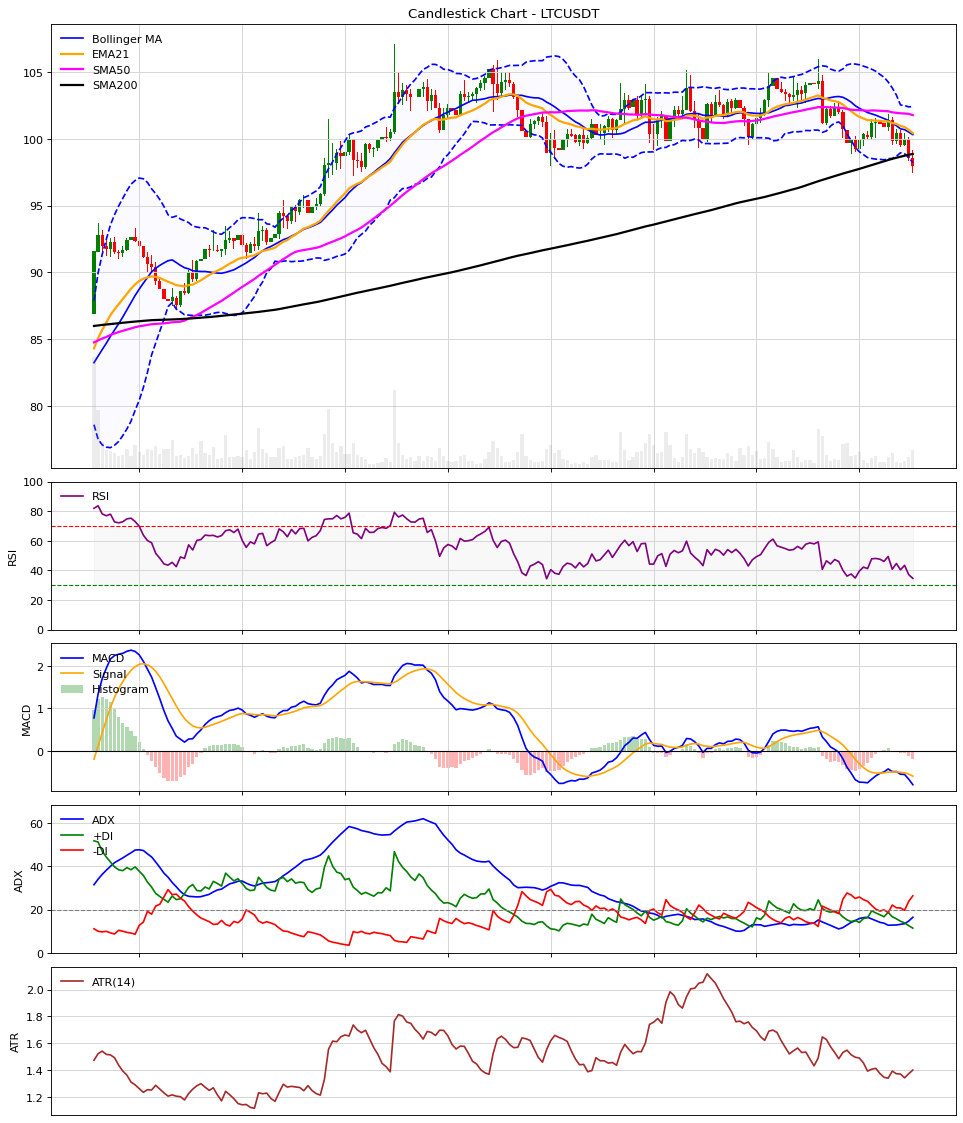 Candlestick Chart - LTCUSDT
Bollinger MA
EMA21
SMA50
SMA200
105
100
95
90
85
80
RSI
RSI
100
80
60
40
20
0
MACD
Signal
Histogram
MACD
2
1
0
ADX
+DI
-DI
ADX
60
40
20
0
ATR(14)
ATR
2.0
1.8
1.6
1.4
1.2